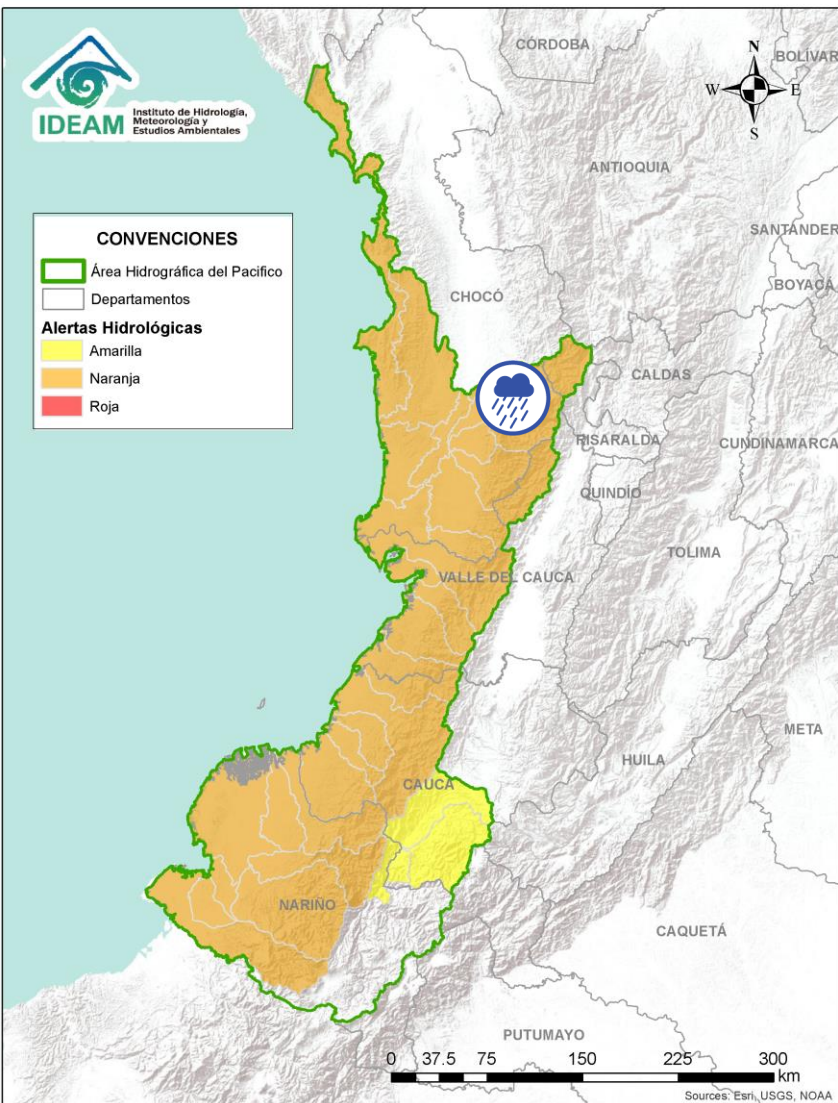 IDEAM
Instituto de Hidrología,
Meteorología y
Estudios Ambientales
CÓRDOBA
BOLÍVAR
N
W
E
S
ANTIOQUIA
SANTANDER
BOYACÁ
CONVENCIONES
Área Hidrográfica del Pacifico
Departamentos
Alertas Hidrológicas
Amarilla
Naranja
Roja
CHOCÓ
CALDAS
RISARALDA
CUNDINAMARCA
QUINDÍO
TOLIMA
VALLE DEL CAUCA
META
HUILA
CAUCA
NARIÑO
CAQUETÁ
PUTUMAYO
0 37.5 75 150 225 300
km
Sources: Esri, USGS, NOAA